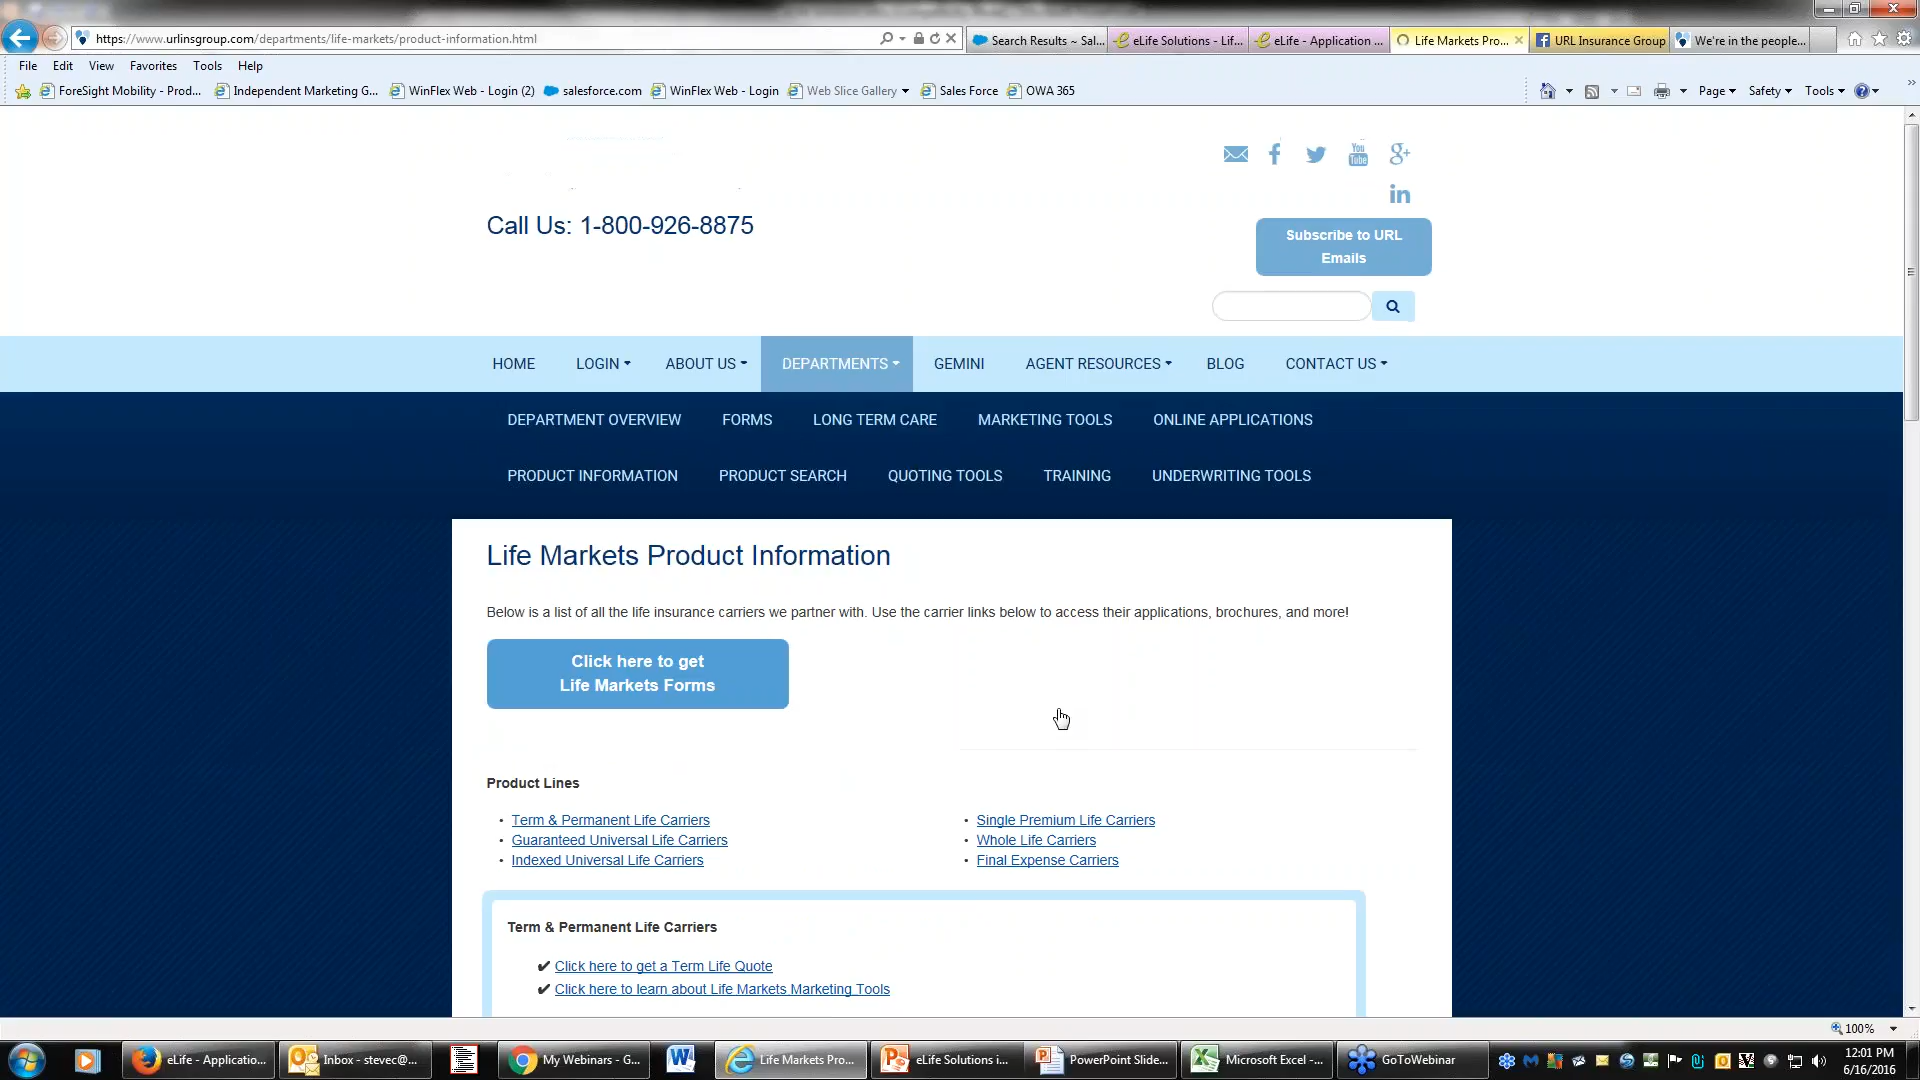 https://www.urlinsgroup.com/departments/life-markets/product-information.html
Search Results ~ Sal...
eLife Solutions - Lif...
eLife - Application ...
Life Markets Pro...
URL Insurance Group
We're in the people...
File Edit View Favorites Tools Help
ForeSight Mobility - Prod...
Independent Marketing G...
WinFlex Web - Login (2)
salesforce.com
WinFlex Web - Login
Web Slice Gallery
Sales Force
OWA 365
Page Safety Tools
You
Tube
g+
in
Call Us: 1-800-926-8875
Subscribe to URL
Emails
HOME LOGIN ABOUT US DEPARTMENTS GEMINI AGENT RESOURCES BLOG CONTACT US
DEPARTMENT OVERVIEW FORMS LONG TERM CARE MARKETING TOOLS ONLINE APPLICATIONS
PRODUCT INFORMATION PRODUCT SEARCH QUOTING TOOLS TRAINING UNDERWRITING TOOLS
Life Markets Product Information
Below is a list of all the life insurance carriers we partner with. Use the carrier links below to access their applications, brochures, and more!
Click here to get
Life Markets Forms
Product Lines
• Term & Permanent Life Carriers
• Guaranteed Universal Life Carriers
• Indexed Universal Life Carriers
• Single Premium Life Carriers
• Whole Life Carriers
• Final Expense Carriers
Term & Permanent Life Carriers
✔ Click here to get a Term Life Quote
✔ Click here to learn about Life Markets Marketing Tools
100%
eLife - Applicatio...
Inbox - stevec@...
My Webinars - G...
Life Markets Pro...
eLife Solutions i...
PowerPoint Slide...
Microsoft Excel -...
GoToWebinar
12:01 PM
6/16/2016